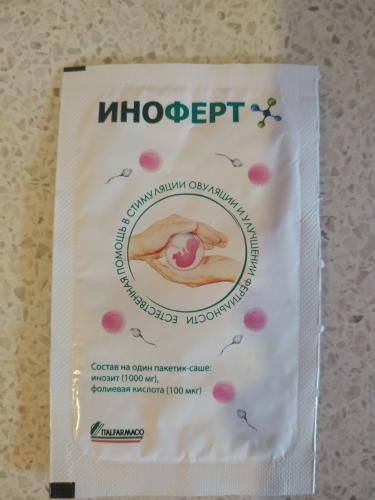 ИНОФЕРТ
ЕСТЕСТВЕННАЯ ПОМОЩЬ В СТИМУЛЯЦИИ ОВУЛЯЦИИ И УЛУЧШЕНИИ ФЕРТИЛЬНОСТИ
Состав на один пакетик-саше:
инозит (1000 мг),
фолиевая кислота (100 мкг)
ITALFARMACO